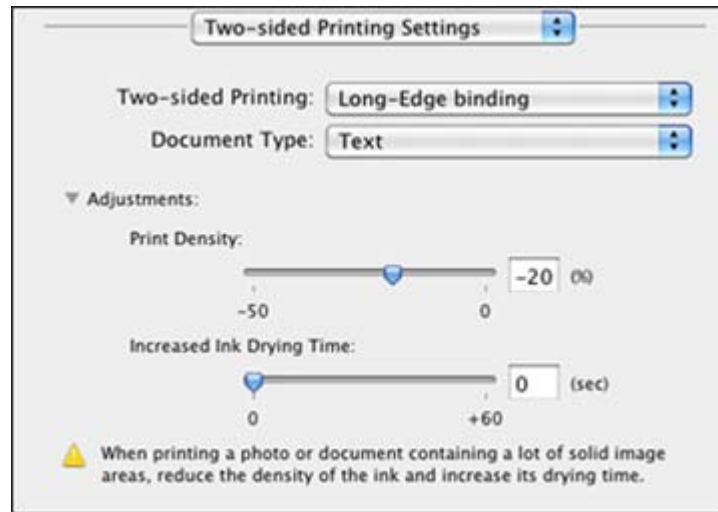 Two-sided Printing Settings
Two-sided Printing: Long-Edge binding
Document Type: Text
Adjustments:
Print Density:
-20 (%)
-50 0
Increased Ink Drying Time:
0 (sec)
0 +60
When printing a photo or document containing a lot of solid image
areas, reduce the density of the ink and increase its drying time.